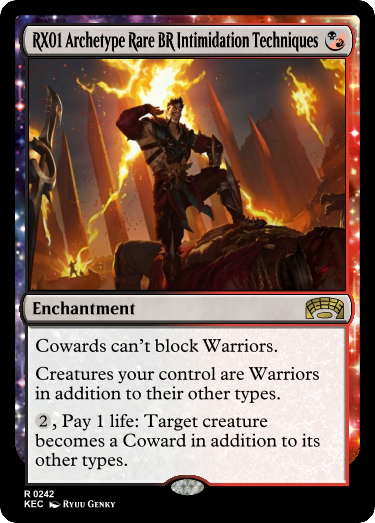 RX01 Archetype Rare BR Intimidation Techniques
Enchantment
Cowards can't block Warriors.
Creatures your control are Warriors
in addition to their other types.
2, Pay 1 life: Target creature
becomes a Coward in addition to its
other types.
R 0242
KEC Ryuu Genky